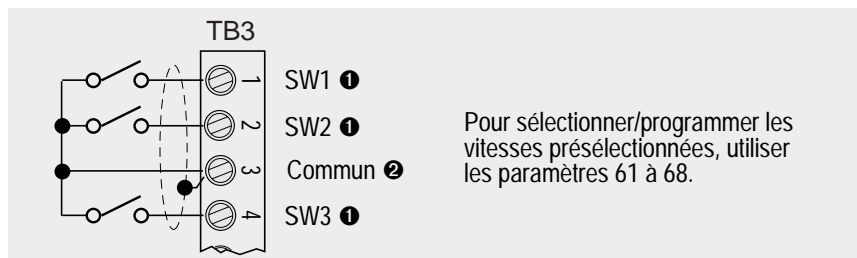 TB3
1 SW1 ❶
2 SW2 ❶
3 Commun ❷
4 SW3 ❶
Pour sélectionner/programmer les
vitesses présélectionnées, utiliser
les paramètres 61 à 68.